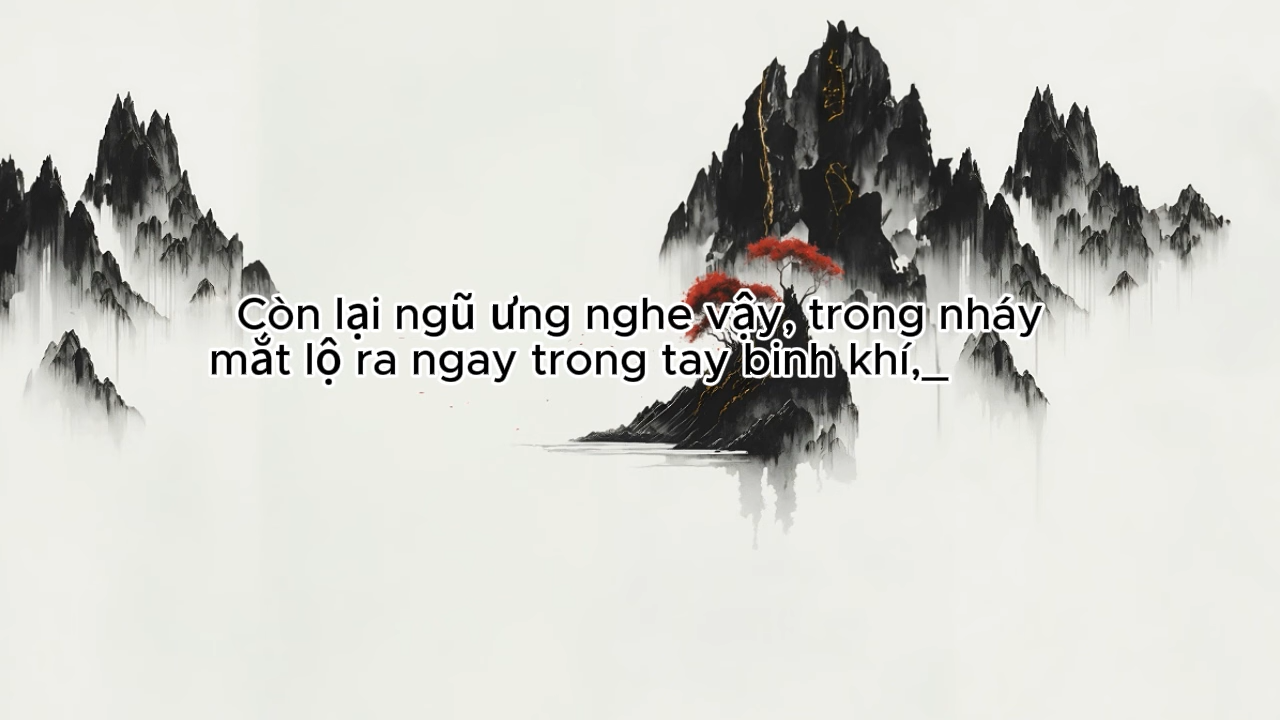 Còn lại ngũ ưng nghe vậy, trong nháy
mắt lộ ra ngay trong tay binh khí,_